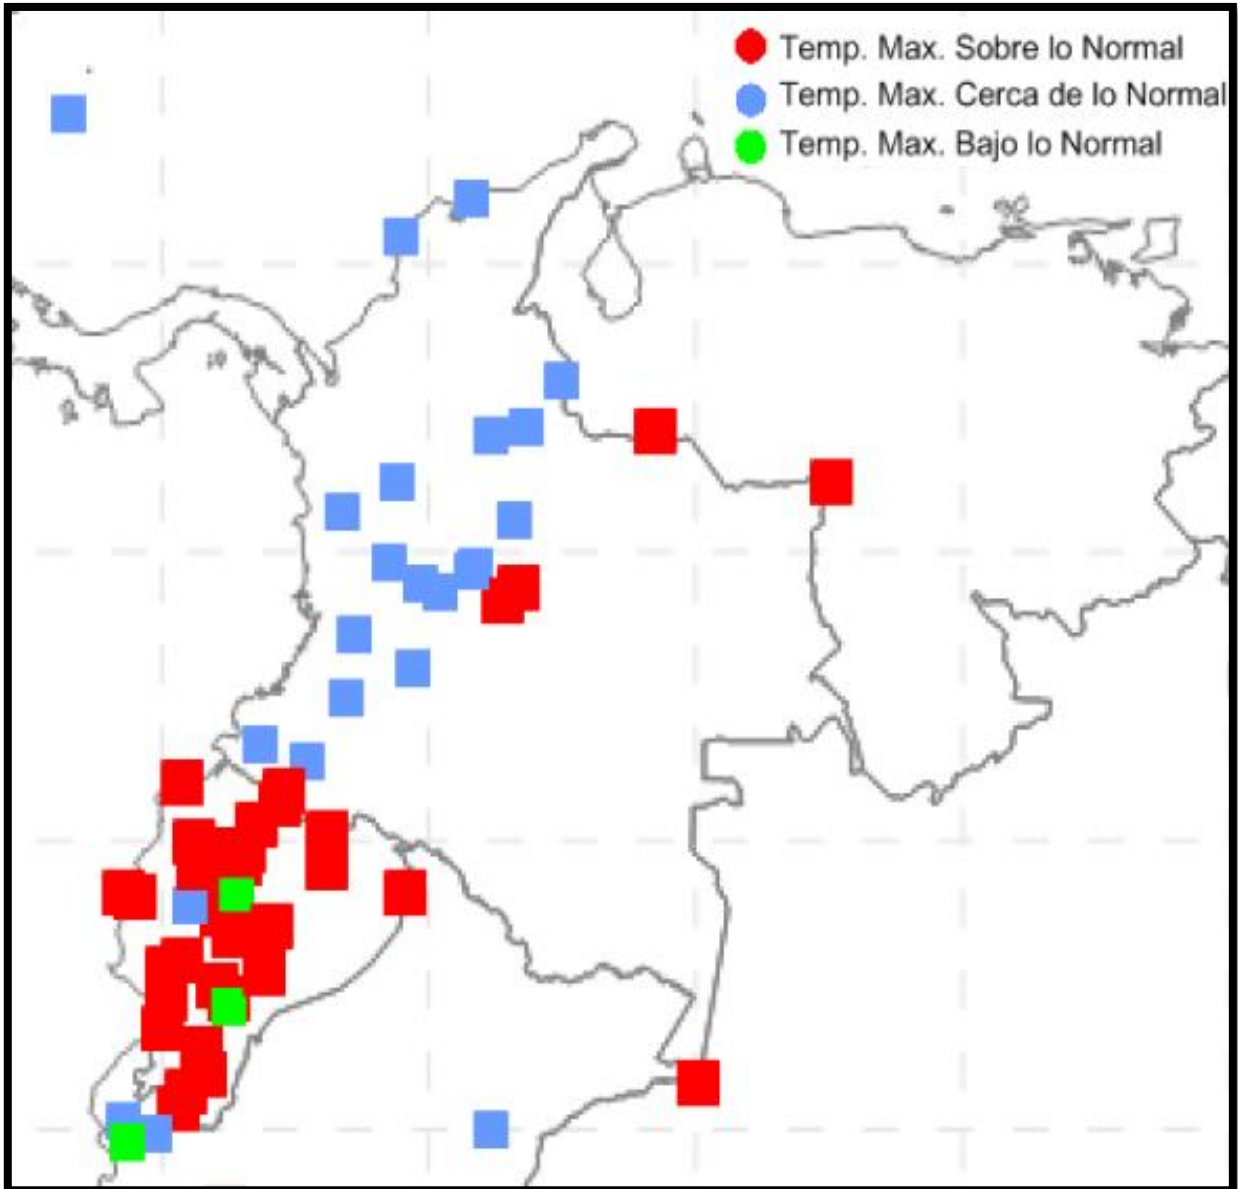 Temp. Max. Sobre lo Normal
Temp. Max. Cerca de lo Normal
Temp. Max. Bajo lo Normal